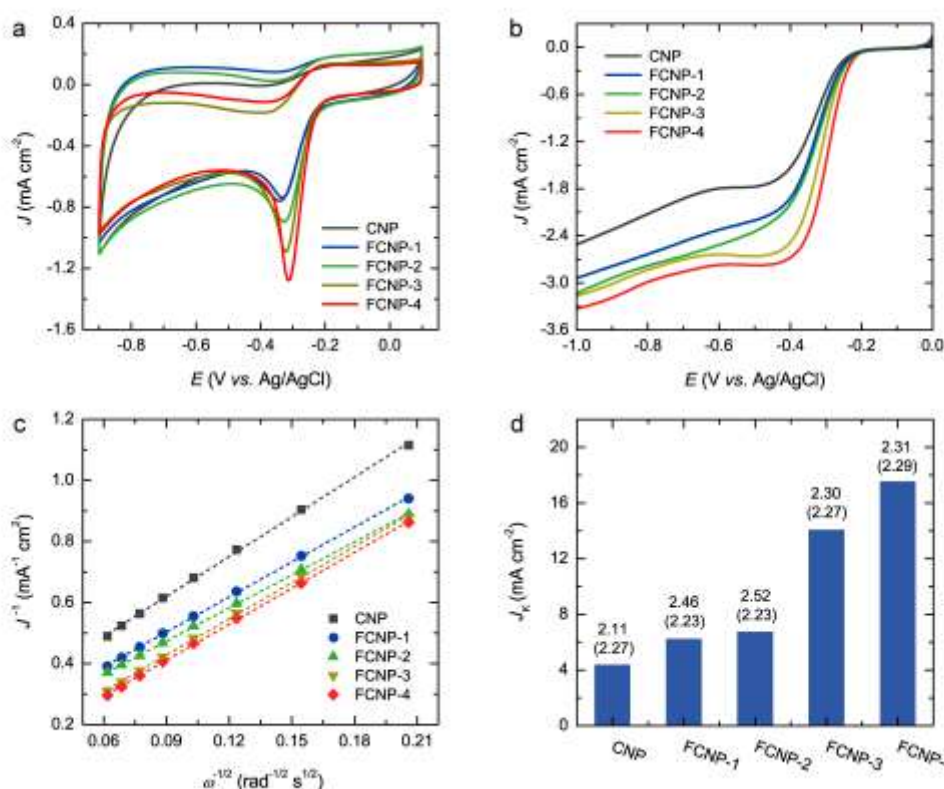 a
0.4
0.0
-0.4
-0.8
-1.2
-1.6
J (mA cm⁻²)
CNP
FCNP-1
FCNP-2
FCNP-3
FCNP-4
-0.8
-0.6
-0.4
-0.2
0.0
E (V vs. Ag/AgCl)
b
0.0
-0.6
-1.2
-1.8
-2.4
-3.0
-3.6
J (mA cm⁻²)
CNP
FCNP-1
FCNP-2
FCNP-3
FCNP-4
-1.0
-0.8
-0.6
-0.4
-0.2
0.0
E (V vs. Ag/AgCl)
c
1.2
1.0
0.8
0.6
0.4
0.2
J⁻¹ (mA⁻¹ cm²)
CNP
FCNP-1
FCNP-2
FCNP-3
FCNP-4
0.06
0.09
0.12
0.15
0.18
0.21
ω⁻¹/² (rad⁻¹/² s¹/²)
d
20
16
12
8
4
0
J_K (mA cm⁻²)
2.11
(2.27)
2.46
(2.23)
2.52
(2.23)
2.30
(2.27)
2.31
(2.29)
CNP
FCNP-1
FCNP-2
FCNP-3
FCNP-